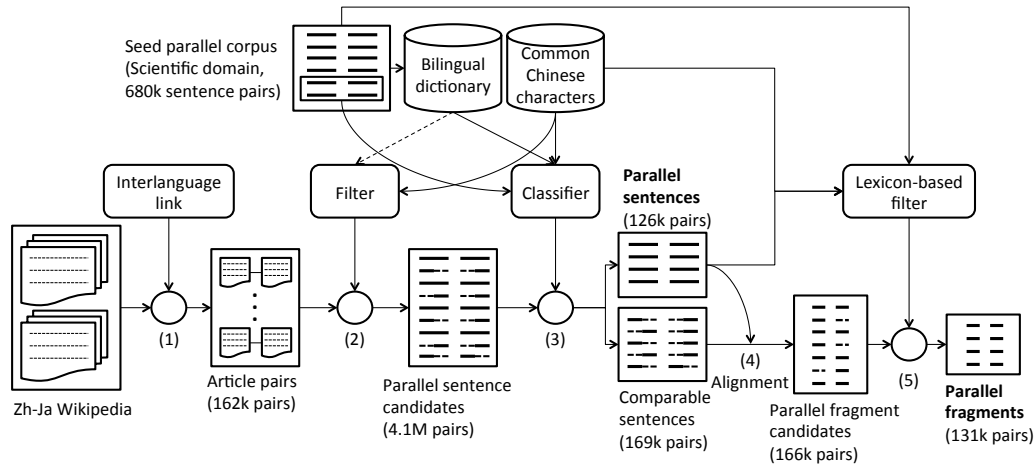 Seed parallel corpus
(Scientific domain,
680k sentence pairs)
Bilingual
dictionary
Common
Chinese
characters
Interlanguage
link
Filter
Classifier
Parallel
sentences
(126k pairs)
Lexicon-based
filter
(1)
(2)
(3)
(4)
Alignment
(5)
Zh-Ja Wikipedia
Article pairs
(162k pairs)
Parallel sentence
candidates
(4.1M pairs)
Comparable
sentences
(169k pairs)
Parallel fragment
candidates
(166k pairs)
Parallel
fragments
(131k pairs)